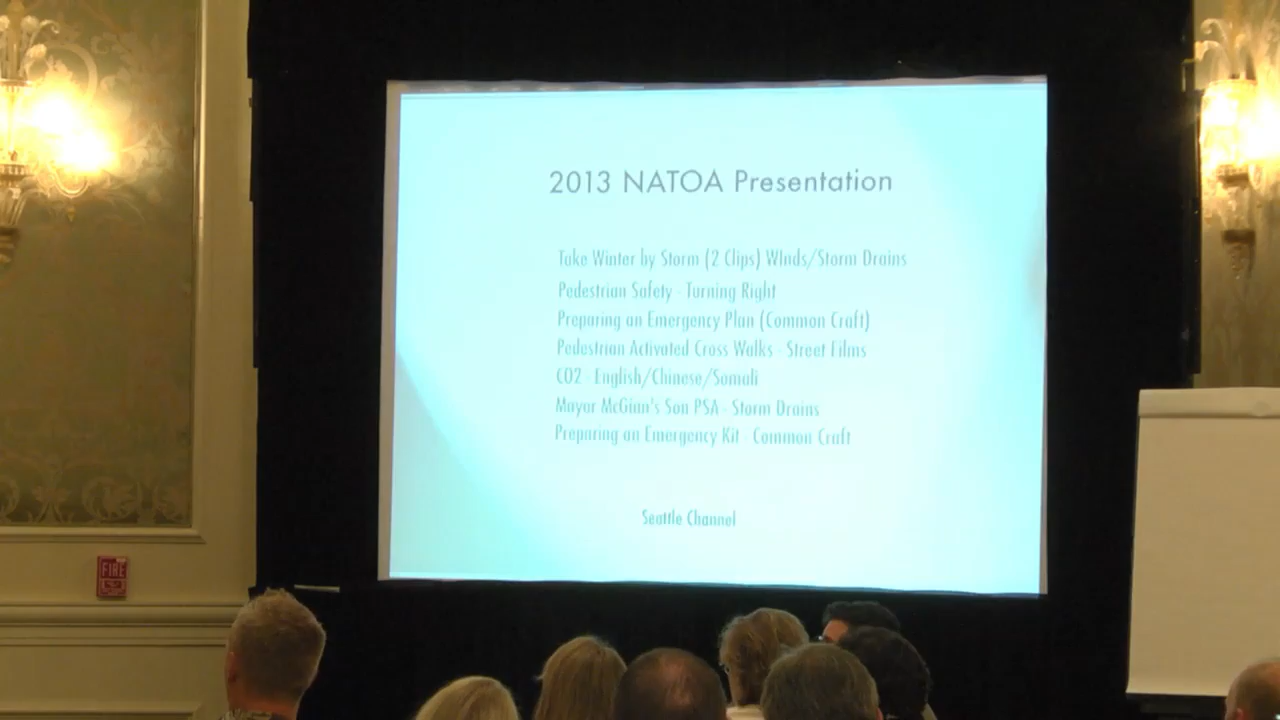 2013 NATOA Presentation
Take Winter by Storm (2 Clips) WInds/Storm Drains
Pedestrian Safety - Turning Right
Preparing an Emergency Plan (Common Craft)
Pedestrian Activated Cross Walks - Street Films
CO2 - English/Chinese/Somali
Mayor McGinn's Son PSA - Storm Drains
Preparing an Emergency Kit - Common Craft
Seattle Channel
FIRE